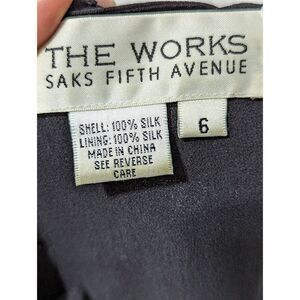 THE WORKS
SAKS FIFTH AVENUE
SHELL: 100% SILK
LINING: 100% SILK
MADE IN CHINA
SEE REVERSE
CARE
6